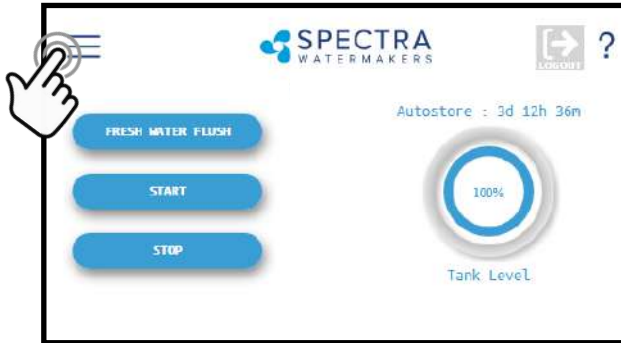 SPECTRA
WATERMAKERS
LOGOUT
?
Autostore : 3d 12h 36m
FRESH WATER FLUSH
START
100%
STOP
Tank Level